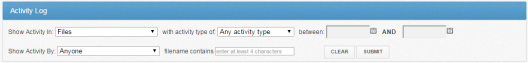 Activity Log
Show Activity In: Files with activity type of: Any activity type between: AND
Show Activity By: Anyone filename contains enter at least 4 characters CLEAR SUBMIT